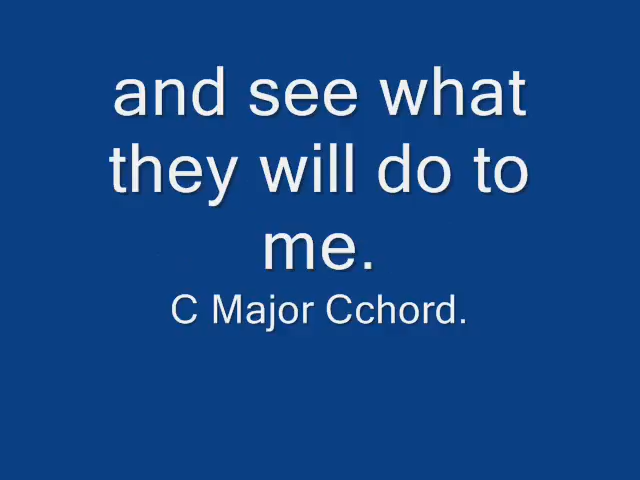 and see what
they will do to
me.
C Major Cchord.